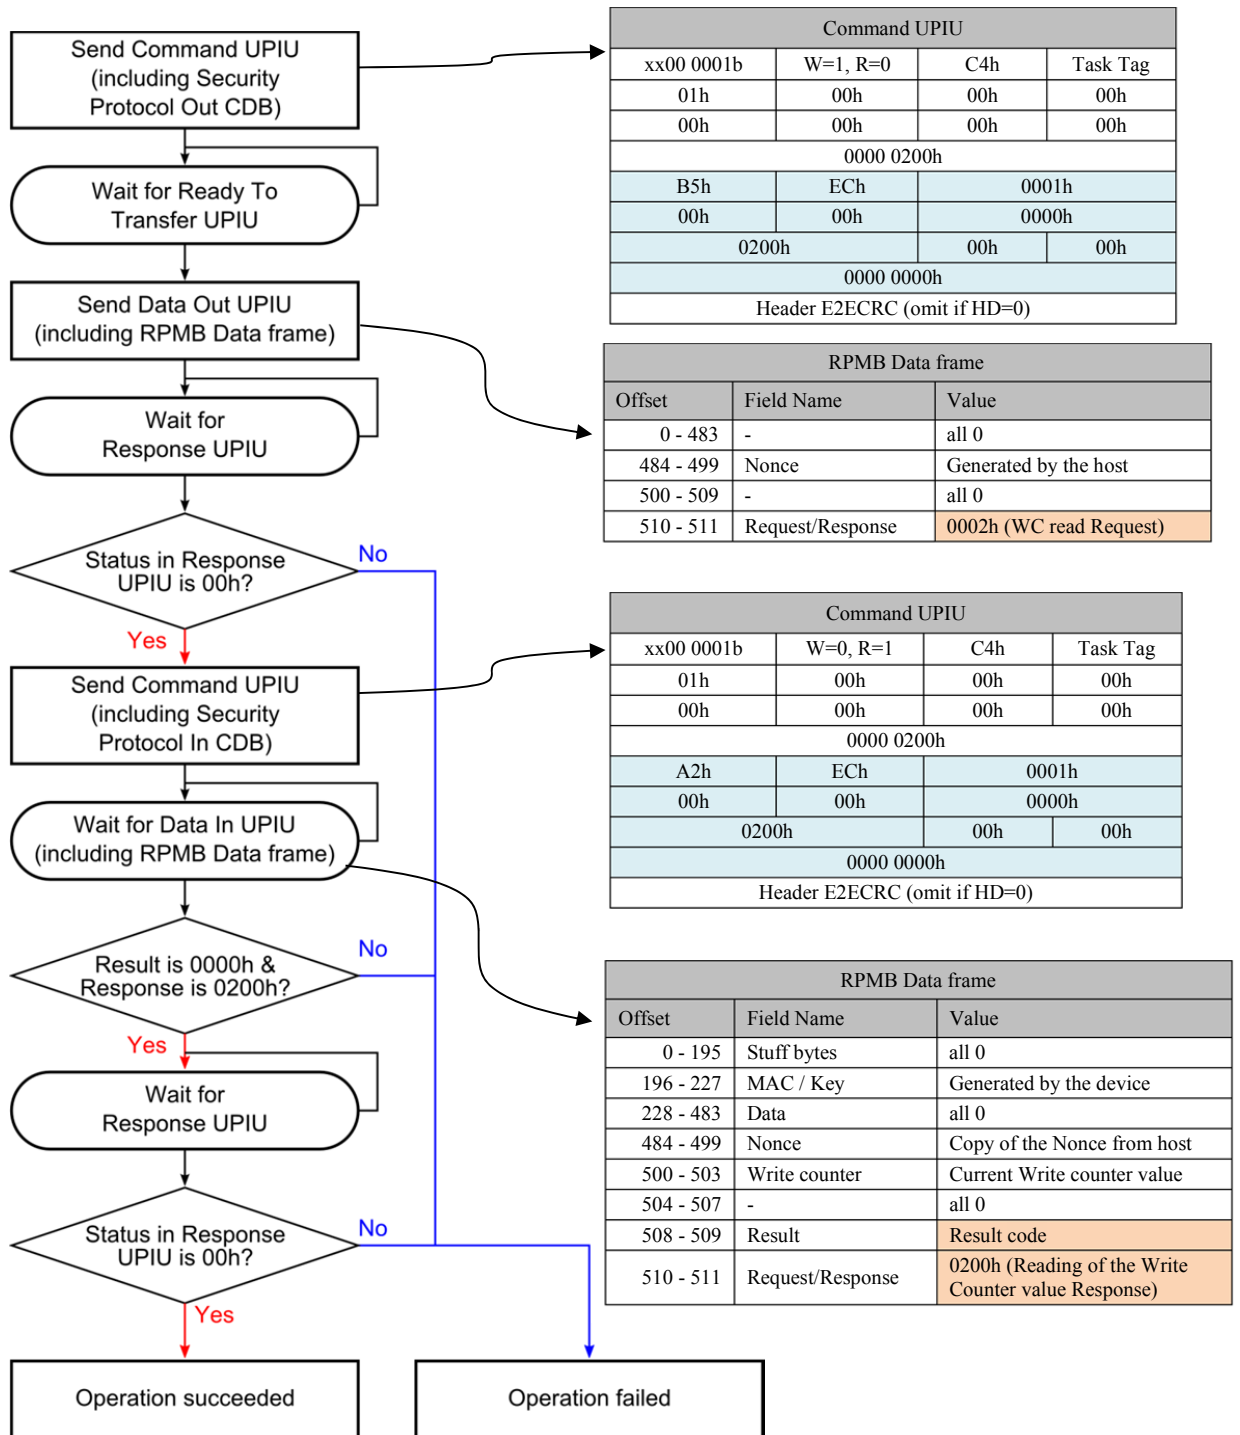 Send Command UPIU
(including Security
Protocol Out CDB)
Wait for Ready To
Transfer UPIU
Send Data Out UPIU
(including RPMB Data frame)
Wait for
Response UPIU
Status in Response
UPIU is 00h?
No
Yes
Send Command UPIU
(including Security
Protocol In CDB)
Wait for Data In UPIU
(including RPMB Data frame)
Result is 0000h &
Response is 0200h?
No
Yes
Wait for
Response UPIU
Status in Response
UPIU is 00h?
No
Yes
Operation succeeded
Operation failed
Command UPIU
xx00 0001b W=1, R=0 C4h Task Tag
01h 00h 00h 00h
00h 00h 00h 00h
0000 0200h
B5h ECh 0001h
00h 00h 0000h
0200h 00h 00h
0000 0000h
Header E2ECRC (omit if HD=0)
RPMB Data frame
Offset Field Name Value
0 - 483 - all 0
484 - 499 Nonce Generated by the host
500 - 509 - all 0
510 - 511 Request/Response 0002h (WC read Request)
Command UPIU
xx00 0001b W=0, R=1 C4h Task Tag
01h 00h 00h 00h
00h 00h 00h 00h
0000 0200h
A2h ECh 0001h
00h 00h 0000h
0200h 00h 00h
0000 0000h
Header E2ECRC (omit if HD=0)
RPMB Data frame
Offset Field Name Value
0 - 195 Stuff bytes all 0
196 - 227 MAC / Key Generated by the device
228 - 483 Data all 0
484 - 499 Nonce Copy of the Nonce from host
500 - 503 Write counter Current Write counter value
504 - 507 - all 0
508 - 509 Result Result code
510 - 511 Request/Response 0200h (Reading of the Write
Counter value Response)